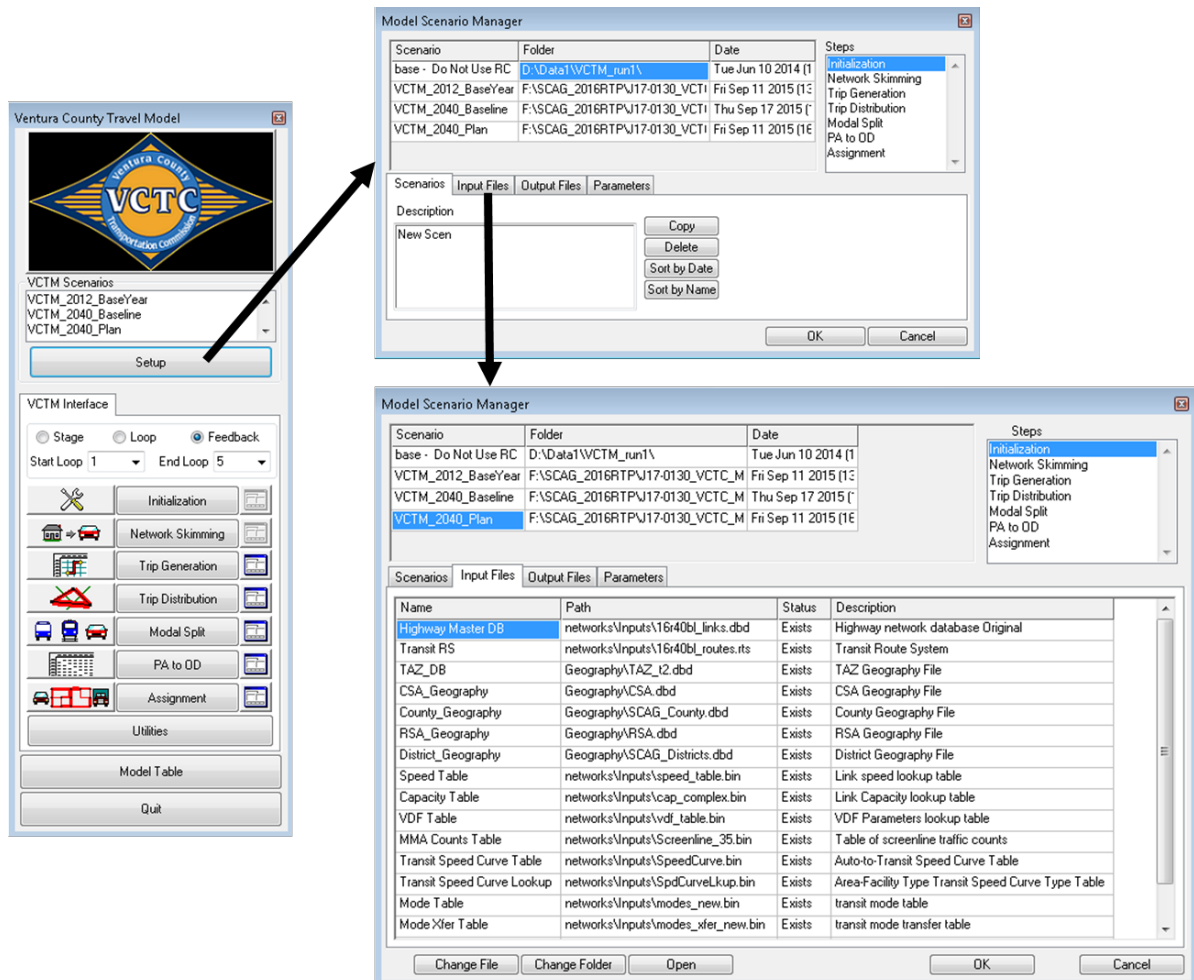 Ventura County Travel Model
Ventura County
VCTC
Transportation Commission
VCTM Scenarios
VCTM_2012_BaseYear
VCTM_2040_Baseline
VCTM_2040_Plan
Setup
VCTM Interface
Stage Loop Feedback
Start Loop 1 End Loop 5
Initialization
Network Skimming
Trip Generation
Trip Distribution
Modal Split
PA to OD
Assignment
Utilities
Model Table
Quit
Model Scenario Manager
Scenario Folder Date
base - Do Not Use RC D:\Data1\VCTM_run1\ Tue Jun 10 2014 (1
VCTM_2012_BaseYear F:\SCAG_2016RTP\J17-0130_VCT Fri Sep 11 2015 (13
VCTM_2040_Baseline F:\SCAG_2016RTP\J17-0130_VCT Thu Sep 17 2015 (
VCTM_2040_Plan F:\SCAG_2016RTP\J17-0130_VCT Fri Sep 11 2015 (16
Steps
Initialization
Network Skimming
Trip Generation
Trip Distribution
Modal Split
PA to OD
Assignment
Scenarios Input Files Output Files Parameters
Description
New Scen
Copy
Delete
Sort by Date
Sort by Name
OK Cancel
Model Scenario Manager
Scenario Folder Date
base - Do Not Use RC D:\Data1\VCTM_run1\ Tue Jun 10 2014 (1
VCTM_2012_BaseYear F:\SCAG_2016RTP\J17-0130_VCTC_M Fri Sep 11 2015 (13
VCTM_2040_Baseline F:\SCAG_2016RTP\J17-0130_VCTC_M Thu Sep 17 2015 (
VCTM_2040_Plan F:\SCAG_2016RTP\J17-0130_VCTC_M Fri Sep 11 2015 (16
Steps
Initialization
Network Skimming
Trip Generation
Trip Distribution
Modal Split
PA to OD
Assignment
Scenarios Input Files Output Files Parameters
Name Path Status Description
Highway Master DB networks\Inputs\16r40bl_links.dbd Exists Highway network database Original
Transit RS networks\Inputs\16r40bl_routes.rts Exists Transit Route System
TAZ_DB Geography\TAZ_t2.dbd Exists TAZ Geography File
CSA_Geography Geography\CSA.dbd Exists CSA Geography File
County_Geography Geography\SCAG_County.dbd Exists County Geography File
RSA_Geography Geography\RSA.dbd Exists RSA Geography File
District_Geography Geography\SCAG_Districts.dbd Exists District Geography File
Speed Table networks\Inputs\speed_table.bin Exists Link speed lookup table
Capacity Table networks\Inputs\cap_complex.bin Exists Link Capacity lookup table
VDF Table networks\Inputs\vdf_table.bin Exists VDF Parameters lookup table
MMA Counts Table networks\Inputs\Screenline_35.bin Exists Table of screenline traffic counts
Transit Speed Curve Table networks\Inputs\SpeedCurve.bin Exists Auto-to-Transit Speed Curve Table
Transit Speed Curve Lookup networks\Inputs\SpdCurveLkup.bin Exists Area-Facility Type Transit Speed Curve Type Table
Mode Table networks\Inputs\modes_new.bin Exists transit mode table
Mode Xfer Table networks\Inputs\modes_xfer_new.bin Exists transit mode transfer table
Change File Change Folder Open OK Cancel